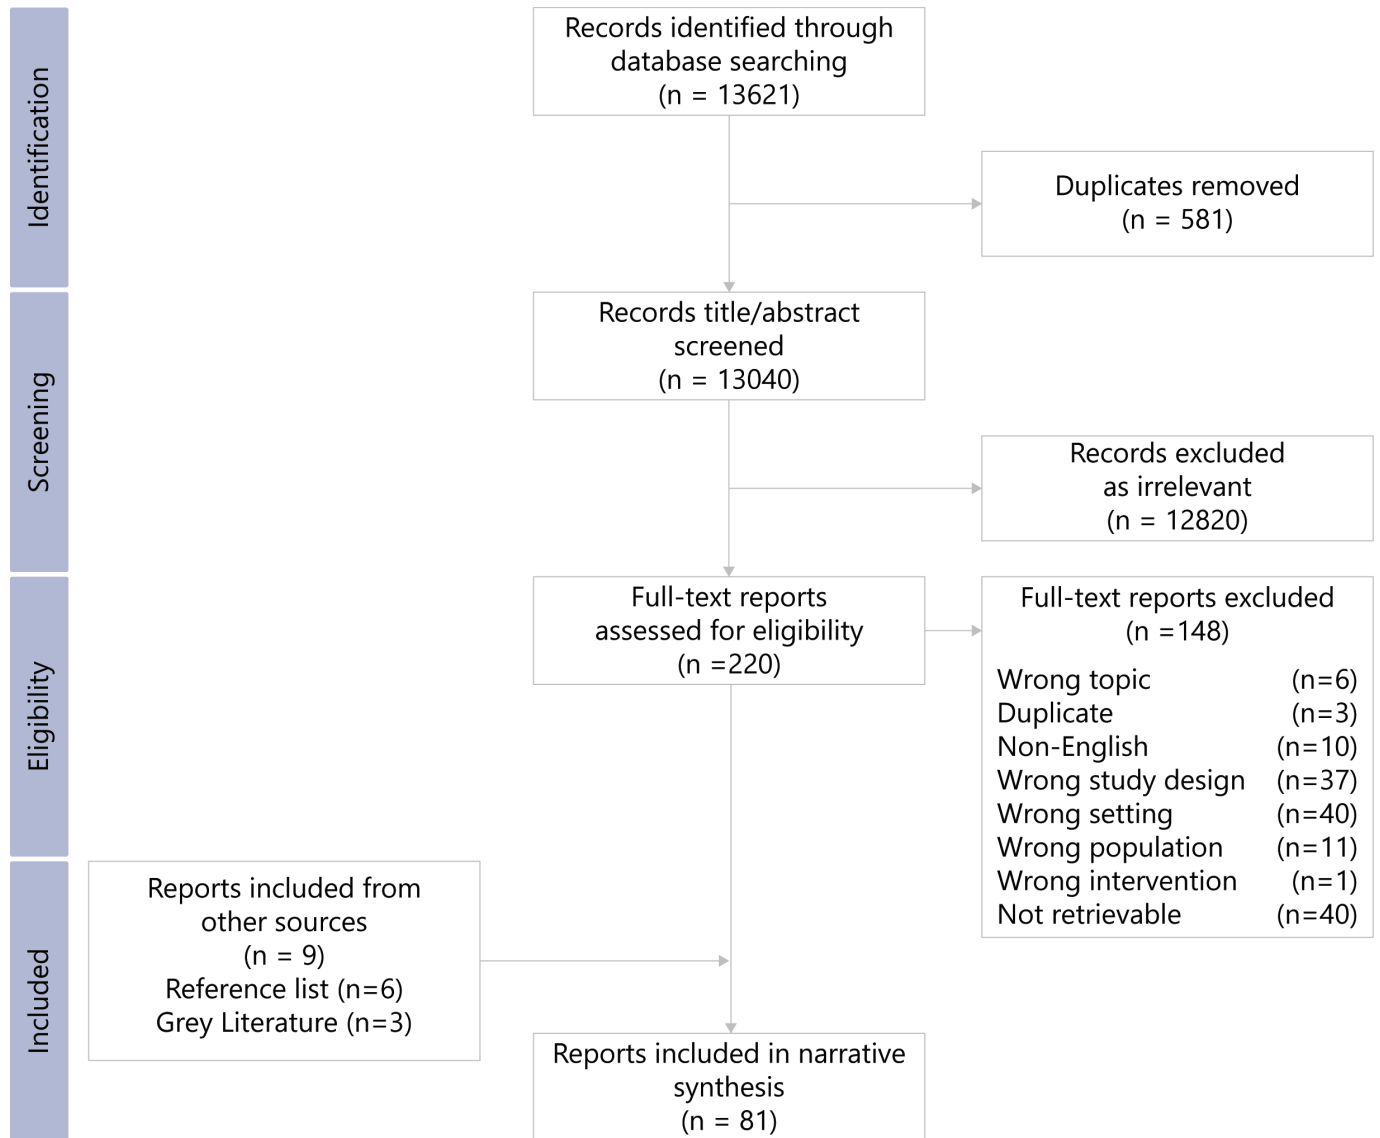 Identification
Records identified through
database searching
(n = 13621)
Duplicates removed
(n = 581)
Screening
Records title/abstract
screened
(n = 13040)
Records excluded
as irrelevant
(n = 12820)
Eligibility
Full-text reports
assessed for eligibility
(n =220)
Full-text reports excluded
(n =148)
Wrong topic (n=6)
Duplicate (n=3)
Non-English (n=10)
Wrong study design (n=37)
Wrong setting (n=40)
Wrong population (n=11)
Wrong intervention (n=1)
Not retrievable (n=40)
Included
Reports included from
other sources
(n = 9)
Reference list (n=6)
Grey Literature (n=3)
Reports included in narrative
synthesis
(n = 81)